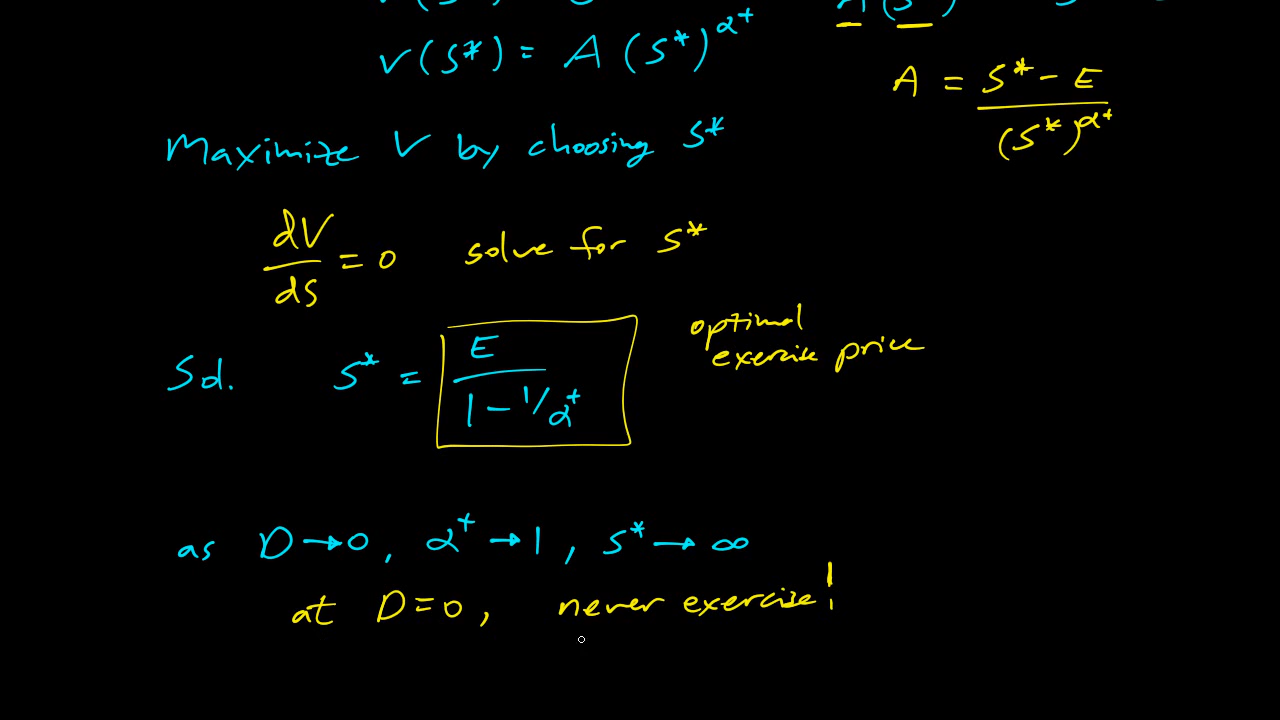 V(S*) = A (S*)^α⁺
A = (S* - E) / (S*)^α⁺
Maximize V by choosing S*
dV/dS = 0 solve for S*
Sol. S* = E / (1 - 1/α⁺)
optimal
exercise price
as D→0, α⁺→1, S*→∞
at D=0, never exercise!